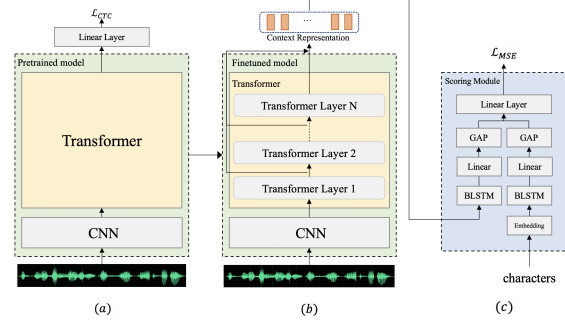 ℒ_CTC
Linear Layer
Pretrained model
Transformer
CNN
(a)
...
Context Representation
Finetuned model
Transformer
Transformer Layer N
Transformer Layer 2
Transformer Layer 1
CNN
(b)
ℒ_MSE
Scoring Module
Linear Layer
GAP GAP
Linear Linear
BLSTM BLSTM
Embedding
characters
(c)